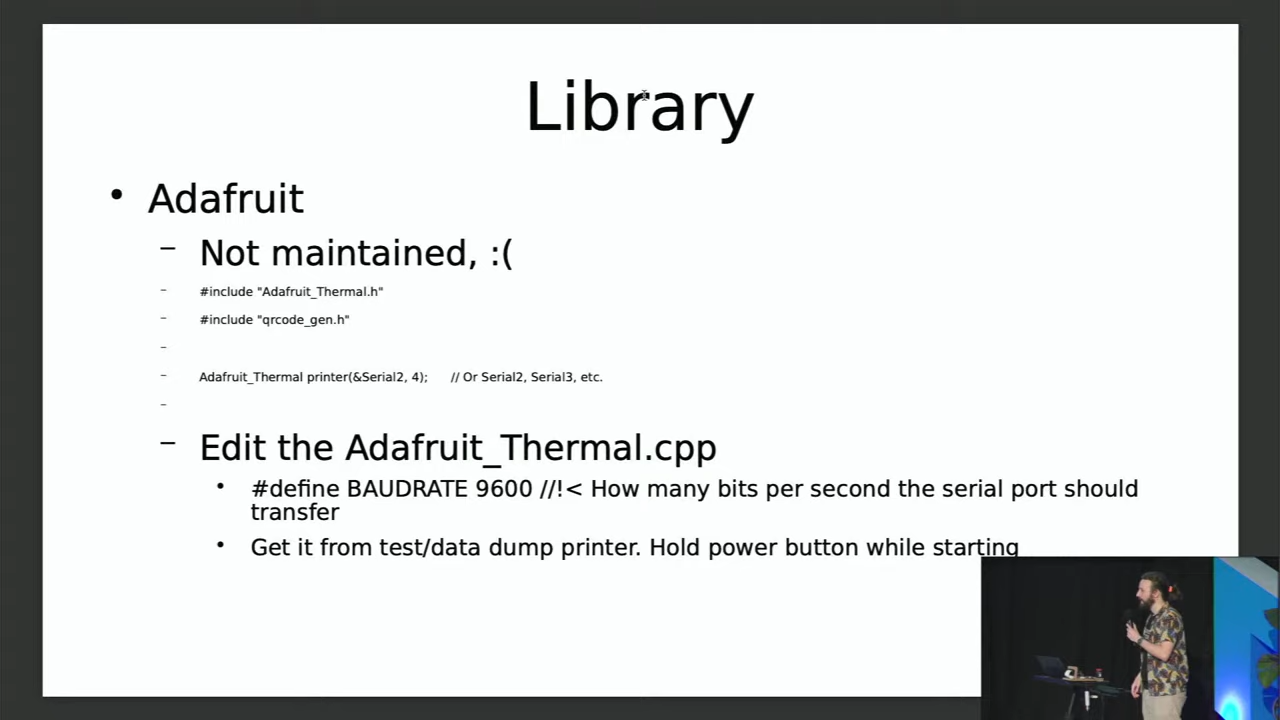 Library
Adafruit
Not maintained, :(
#include "Adafruit_Thermal.h"
#include "qrcode_gen.h"
Adafruit_Thermal printer(&Serial2, 4);      // Or Serial2, Serial3, etc.
Edit the Adafruit_Thermal.cpp
#define BAUDRATE 9600 //!< How many bits per second the serial port should
transfer
Get it from test/data dump printer. Hold power button while starting